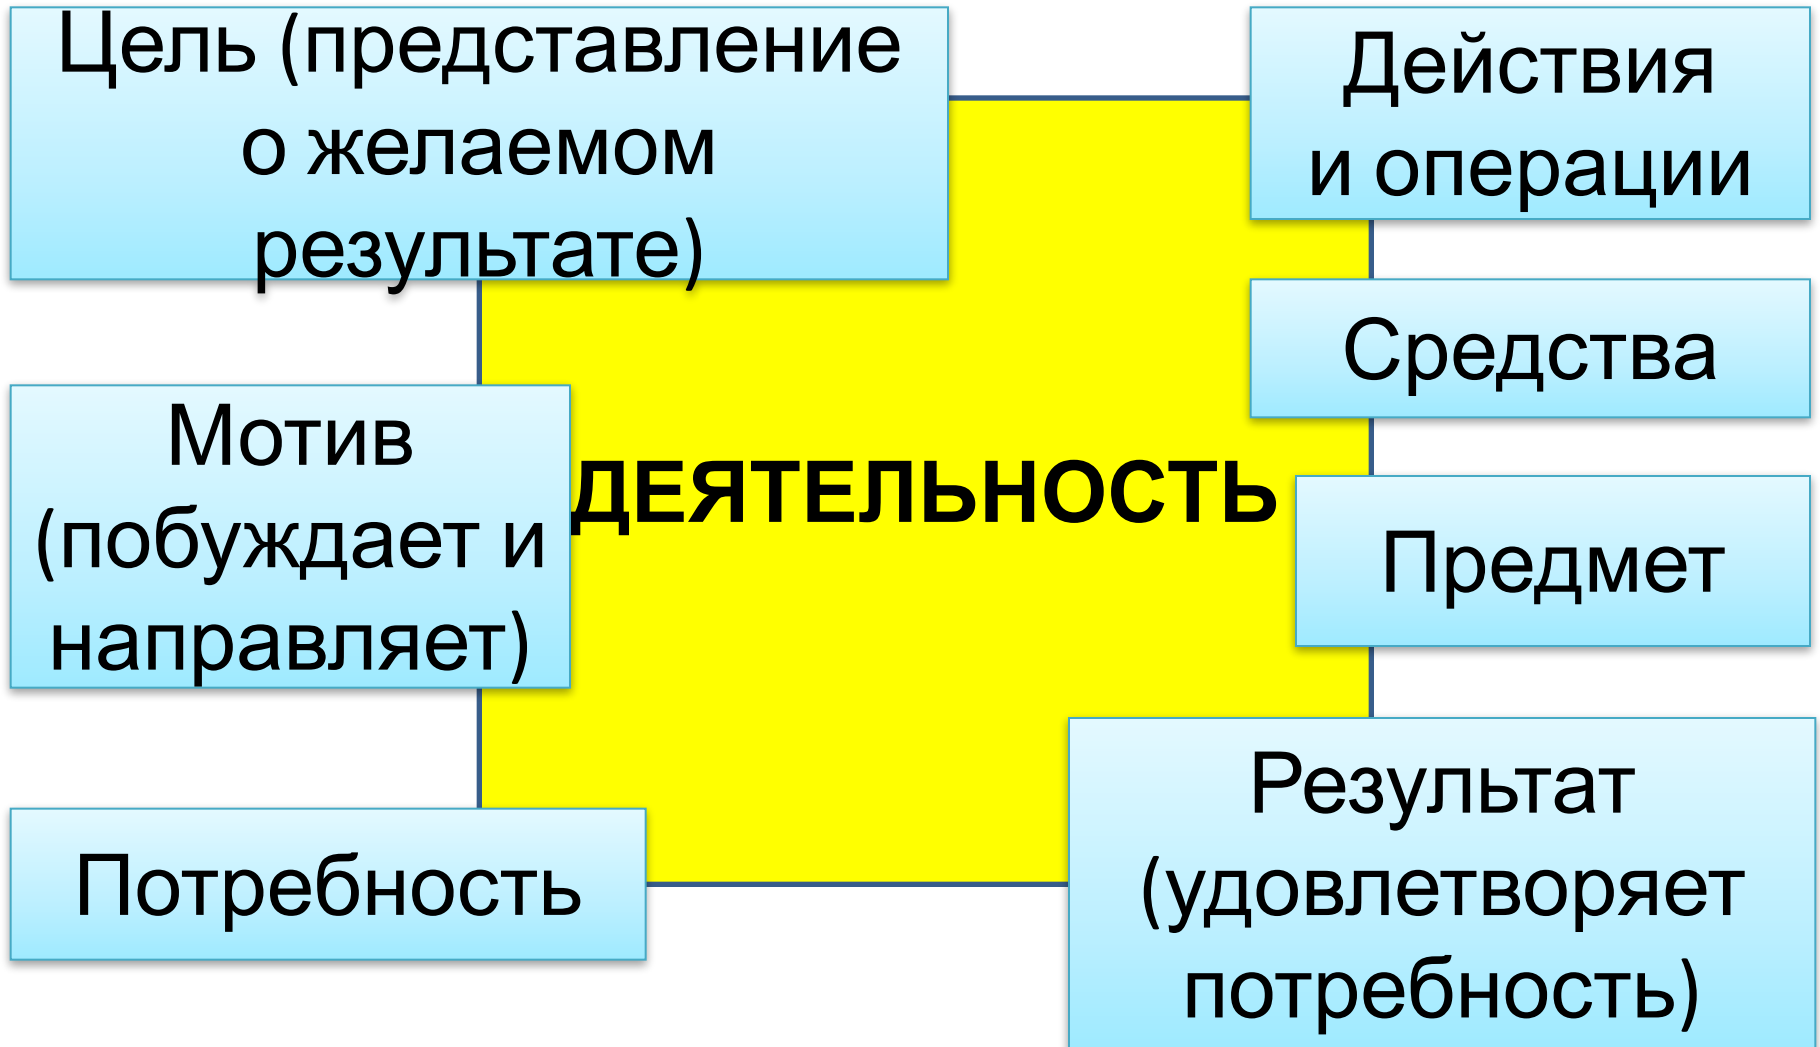 Цель (представление
о желаемом
результате)
Мотив
(побуждает и
направляет)
Потребность
ДЕЯТЕЛЬНОСТЬ
Действия
и операции
Средства
Предмет
Результат
(удовлетворяет
потребность)